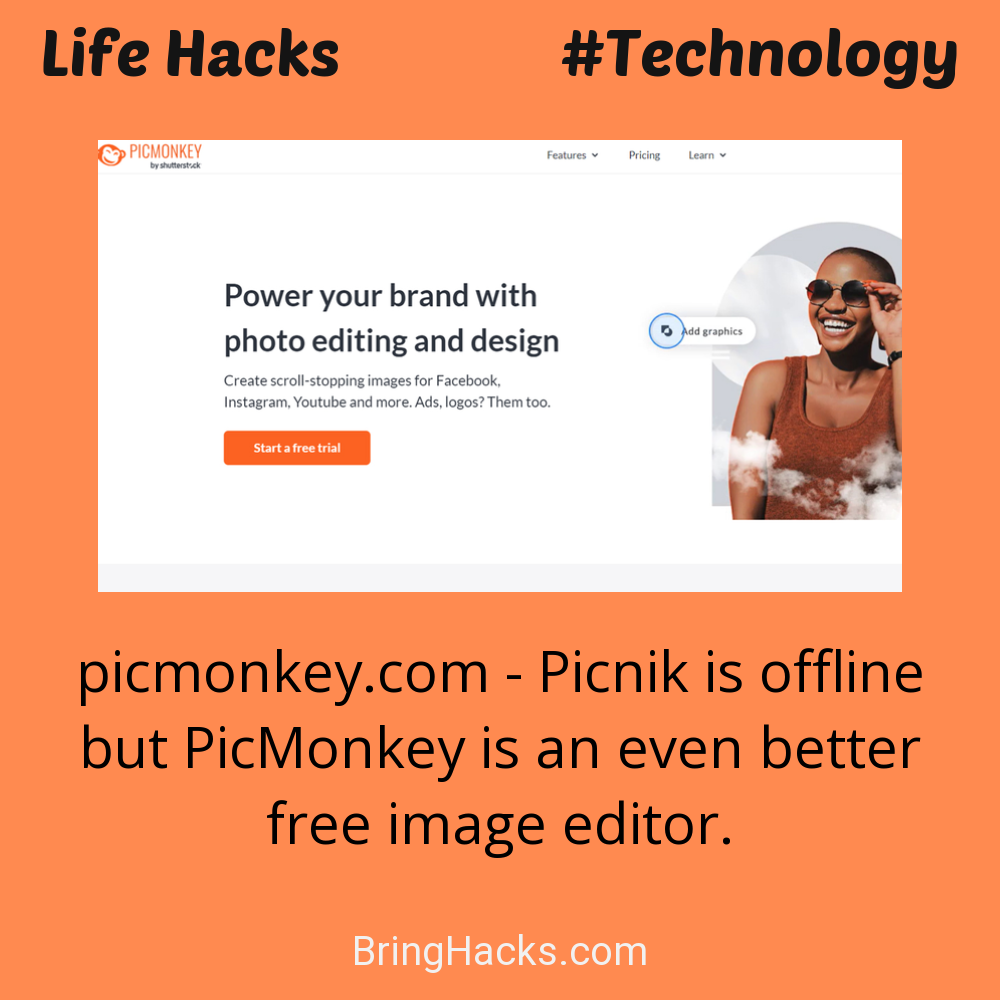 Life Hacks #Technology
PICMONKEY
by shutterstock
Features Pricing Learn
Power your brand with
photo editing and design
Add graphics
Create scroll-stopping images for Facebook,
Instagram, Youtube and more. Ads, logos? Them too.
Start a free trial
picmonkey.com - Picnik is offline
but PicMonkey is an even better
free image editor.
BringHacks.com